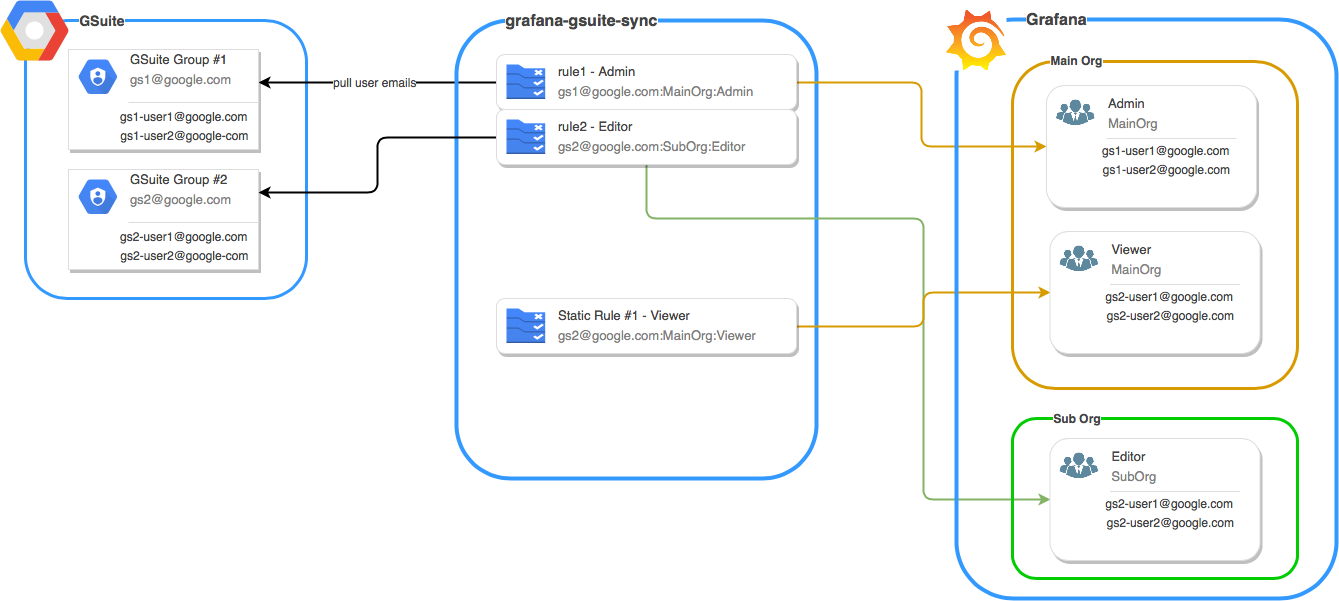 GSuite
GSuite Group #1
gs1@google.com
gs1-user1@google.com
gs1-user2@google-com
GSuite Group #2
gs2@google.com
gs2-user1@google.com
gs2-user2@google-com
pull user emails
grafana-gsuite-sync
rule1 - Admin
gs1@google.com:MainOrg:Admin
rule2 - Editor
gs2@google.com:SubOrg:Editor
Static Rule #1 - Viewer
gs2@google.com:MainOrg:Viewer
Grafana
Main Org
Admin
MainOrg
gs1-user1@google.com
gs1-user2@google.com
Viewer
MainOrg
gs2-user1@google.com
gs2-user2@google.com
Sub Org
Editor
SubOrg
gs2-user1@google.com
gs2-user2@google.com